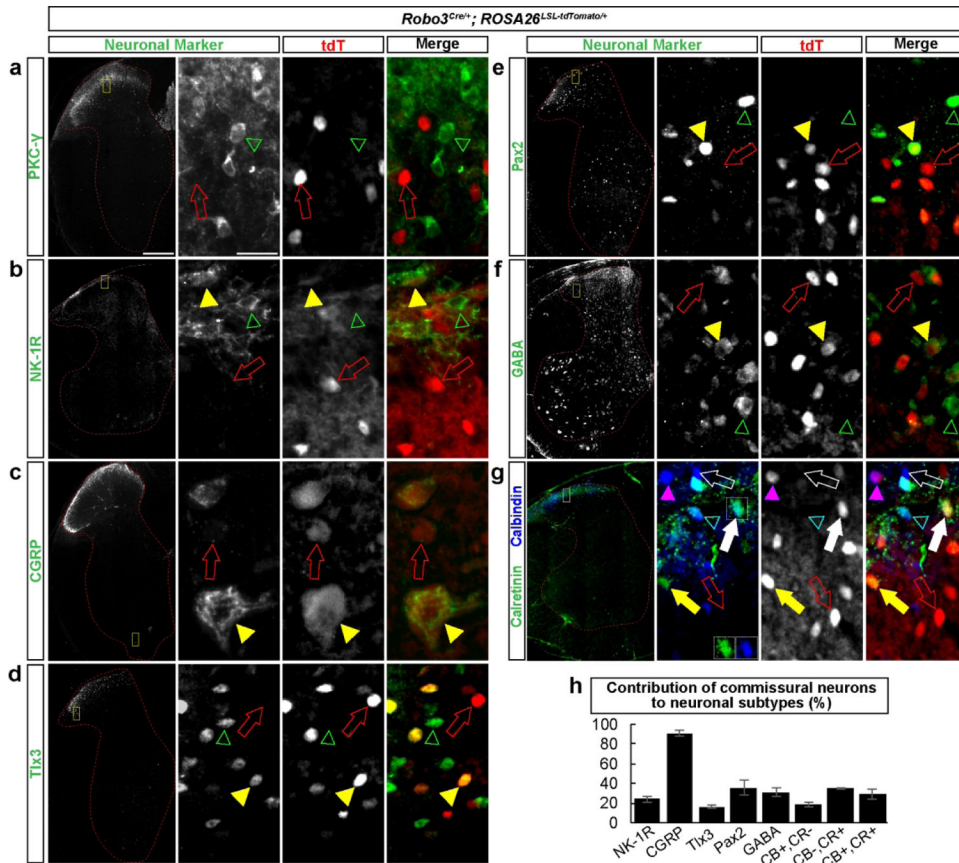 Robo3Cre/+; ROSA26LSL-tdTomato/+
Neuronal Marker tdT Merge
Neuronal Marker tdT Merge
a
PKC-γ
b
NK-1R
c
CGRP
d
Tlx3
e
Pax2
f
GABA
g
Calretinin Calbindin
h
Contribution of commissural neurons
to neuronal subtypes (%)
100
80
60
40
20
0
NK-1R
CGRP
Tlx3
Pax2
GABA
CB+, CR-
CB-, CR+
CB+, CR+